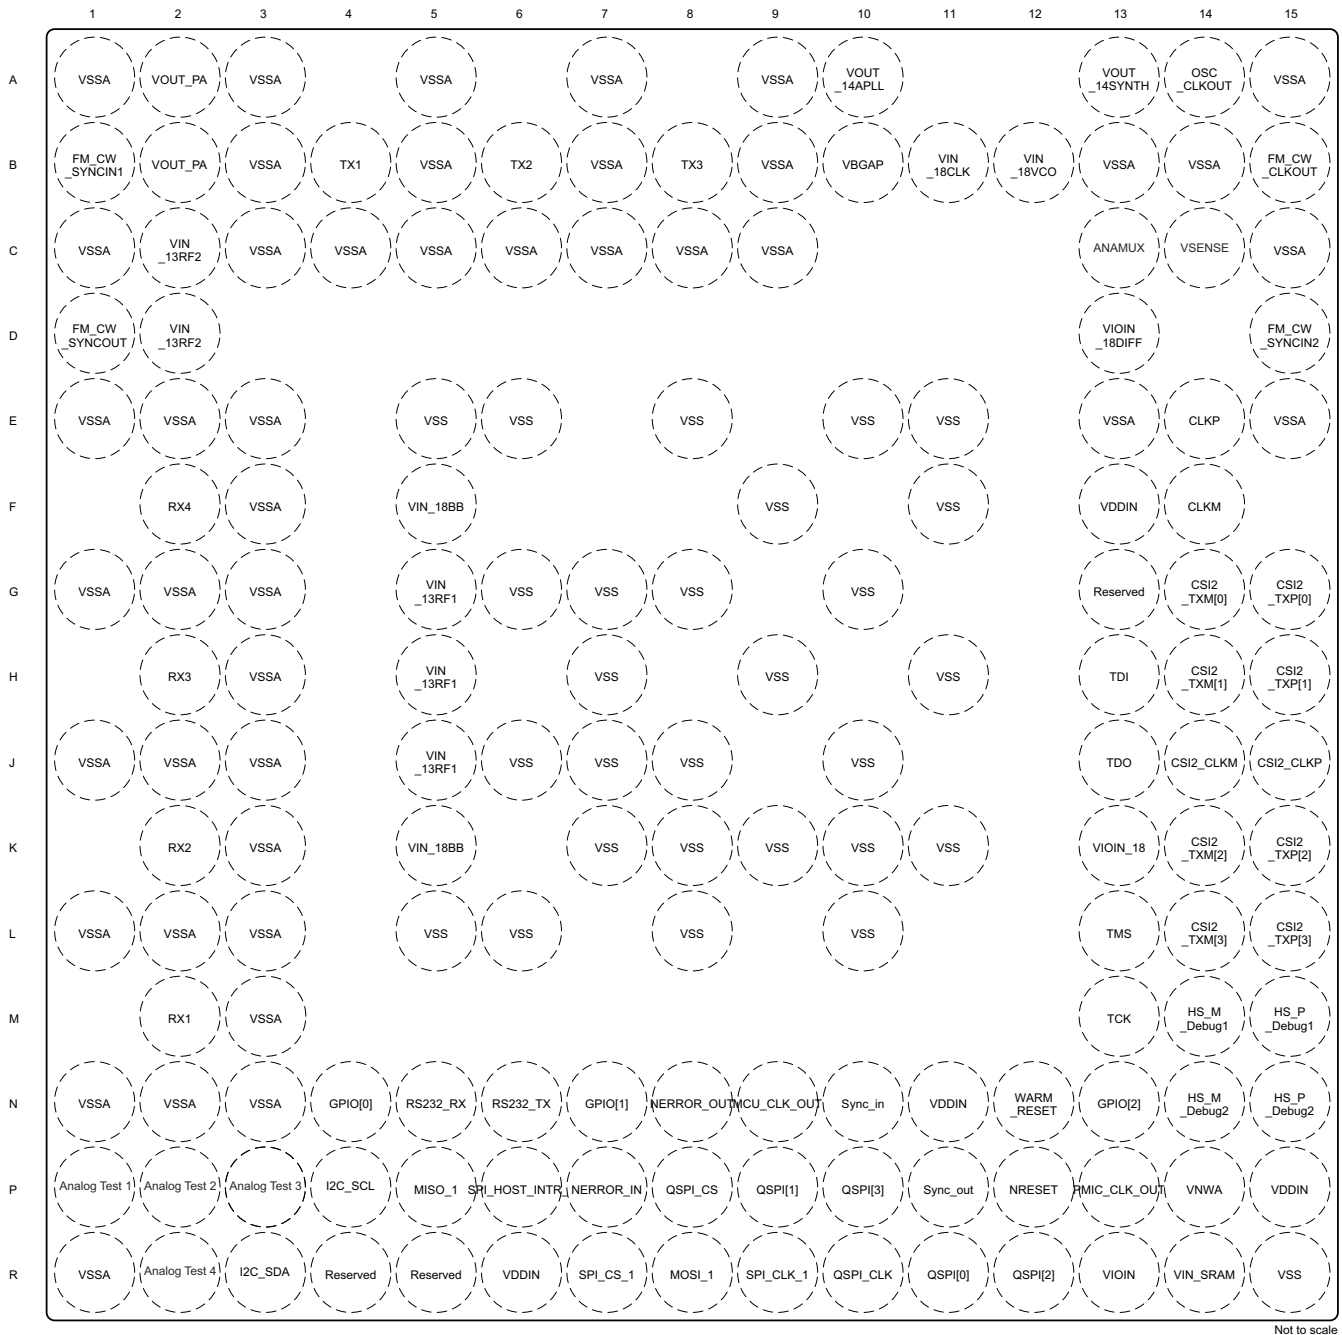 1 2 3 4 5 6 7 8 9 10 11 12 13 14 15
A VSSA VOUT_PA VSSA VSSA VSSA VSSA VOUT _14APLL VOUT _14SYNTH OSC _CLKOUT VSSA
B FM_CW _SYNCIN1 VOUT_PA VSSA TX1 VSSA TX2 VSSA TX3 VSSA VBGAP VIN _18CLK VIN _18VCO VSSA VSSA FM_CW _CLKOUT
C VSSA VIN _13RF2 VSSA VSSA VSSA VSSA VSSA VSSA VSSA ANAMUX VSENSE VSSA
D FM_CW _SYNCOUT VIN _13RF2 VIOIN _18DIFF FM_CW _SYNCIN2
E VSSA VSSA VSSA VSS VSS VSS VSS VSS VSSA CLKP VSSA
F RX4 VSSA VIN_18BB VSS VSS VDDIN CLKM
G VSSA VSSA VSSA VIN _13RF1 VSS VSS VSS VSS Reserved CSI2 _TXM[0] CSI2 _TXP[0]
H RX3 VSSA VIN _13RF1 VSS VSS VSS TDI CSI2 _TXM[1] CSI2 _TXP[1]
J VSSA VSSA VSSA VIN _13RF1 VSS VSS VSS VSS TDO CSI2_CLKM CSI2_CLKP
K RX2 VSSA VIN_18BB VSS VSS VSS VSS VSS VIOIN_18 CSI2 _TXM[2] CSI2 _TXP[2]
L VSSA VSSA VSSA VSS VSS VSS VSS TMS CSI2 _TXM[3] CSI2 _TXP[3]
M RX1 VSSA TCK HS_M _Debug1 HS_P _Debug1
N VSSA VSSA VSSA GPIO[0] RS232_RX RS232_TX GPIO[1] NERROR_OUT MCU_CLK_OUT Sync_in VDDIN WARM _RESET GPIO[2] HS_M _Debug2 HS_P _Debug2
P Analog Test 1 Analog Test 2 Analog Test 3 I2C_SCL MISO_1 SPI_HOST_INTR_ NERROR_IN QSPI_CS QSPI[1] QSPI[3] Sync_out NRESET PMIC_CLK_OUT VNWA VDDIN
R VSSA Analog Test 4 I2C_SDA Reserved Reserved VDDIN SPI_CS_1 MOSI_1 SPI_CLK_1 QSPI_CLK QSPI[0] QSPI[2] VIOIN VIN_SRAM VSS
Not to scale